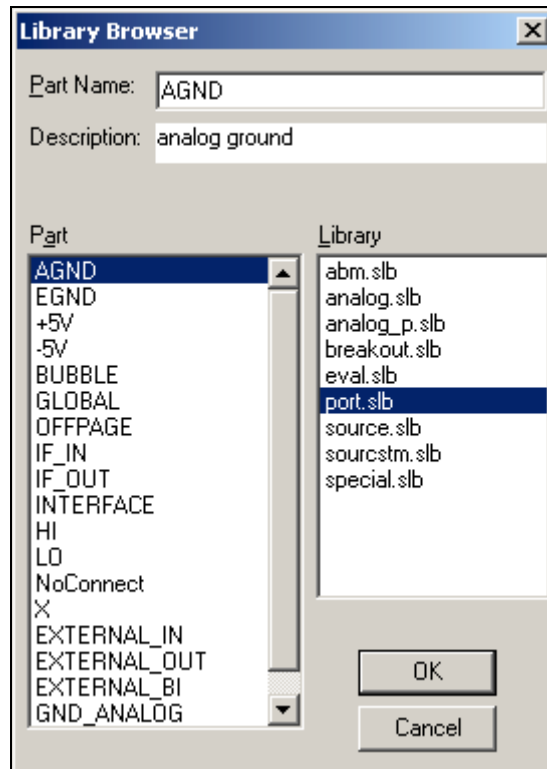 Library Browser
Part Name: AGND
Description: analog ground
Part
AGND
EGND
+5V
-5V
BUBBLE
GLOBAL
OFFPAGE
IF_IN
IF_OUT
INTERFACE
HI
LO
NoConnect
X
EXTERNAL_IN
EXTERNAL_OUT
EXTERNAL_BI
GND_ANALOG
Library
abm.slb
analog.slb
analog_p.slb
breakout.slb
eval.slb
port.slb
source.slb
sourcstm.slb
special.slb
OK
Cancel